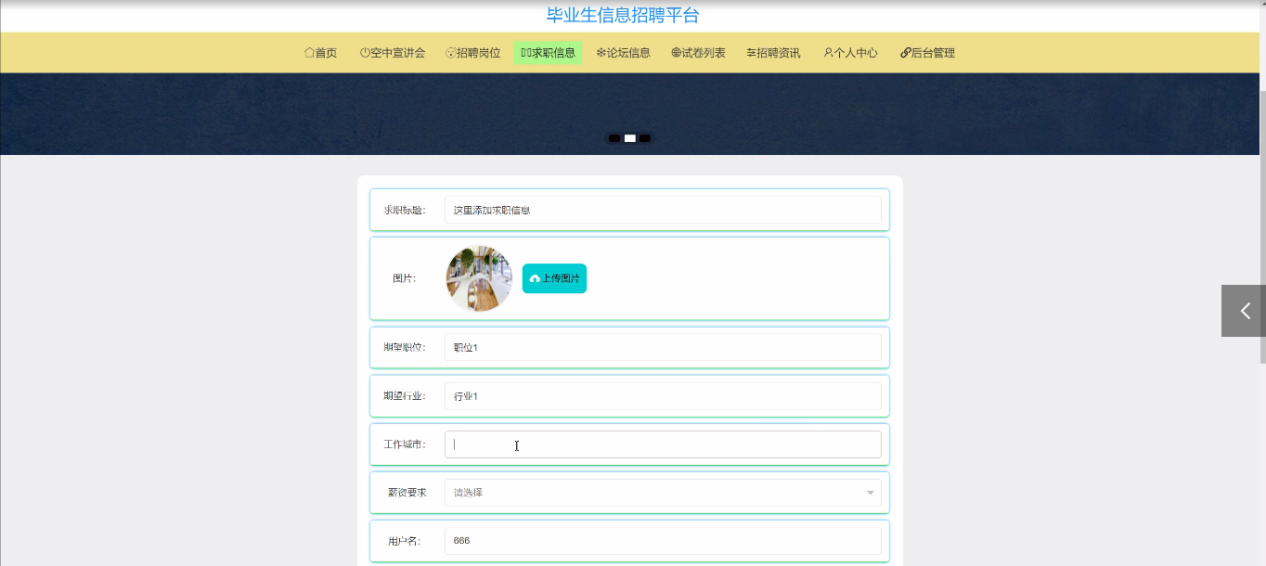 毕业生信息招聘平台
首页 空中宣讲会 招聘岗位 求职信息 论坛信息 试卷列表 招聘资讯 个人中心 后台管理
求职标题： 这里添加求职信息
图片： 上传图片
期望职位： 职位1
期望行业： 行业1
工作城市：
薪资要求 请选择
用户名： 666